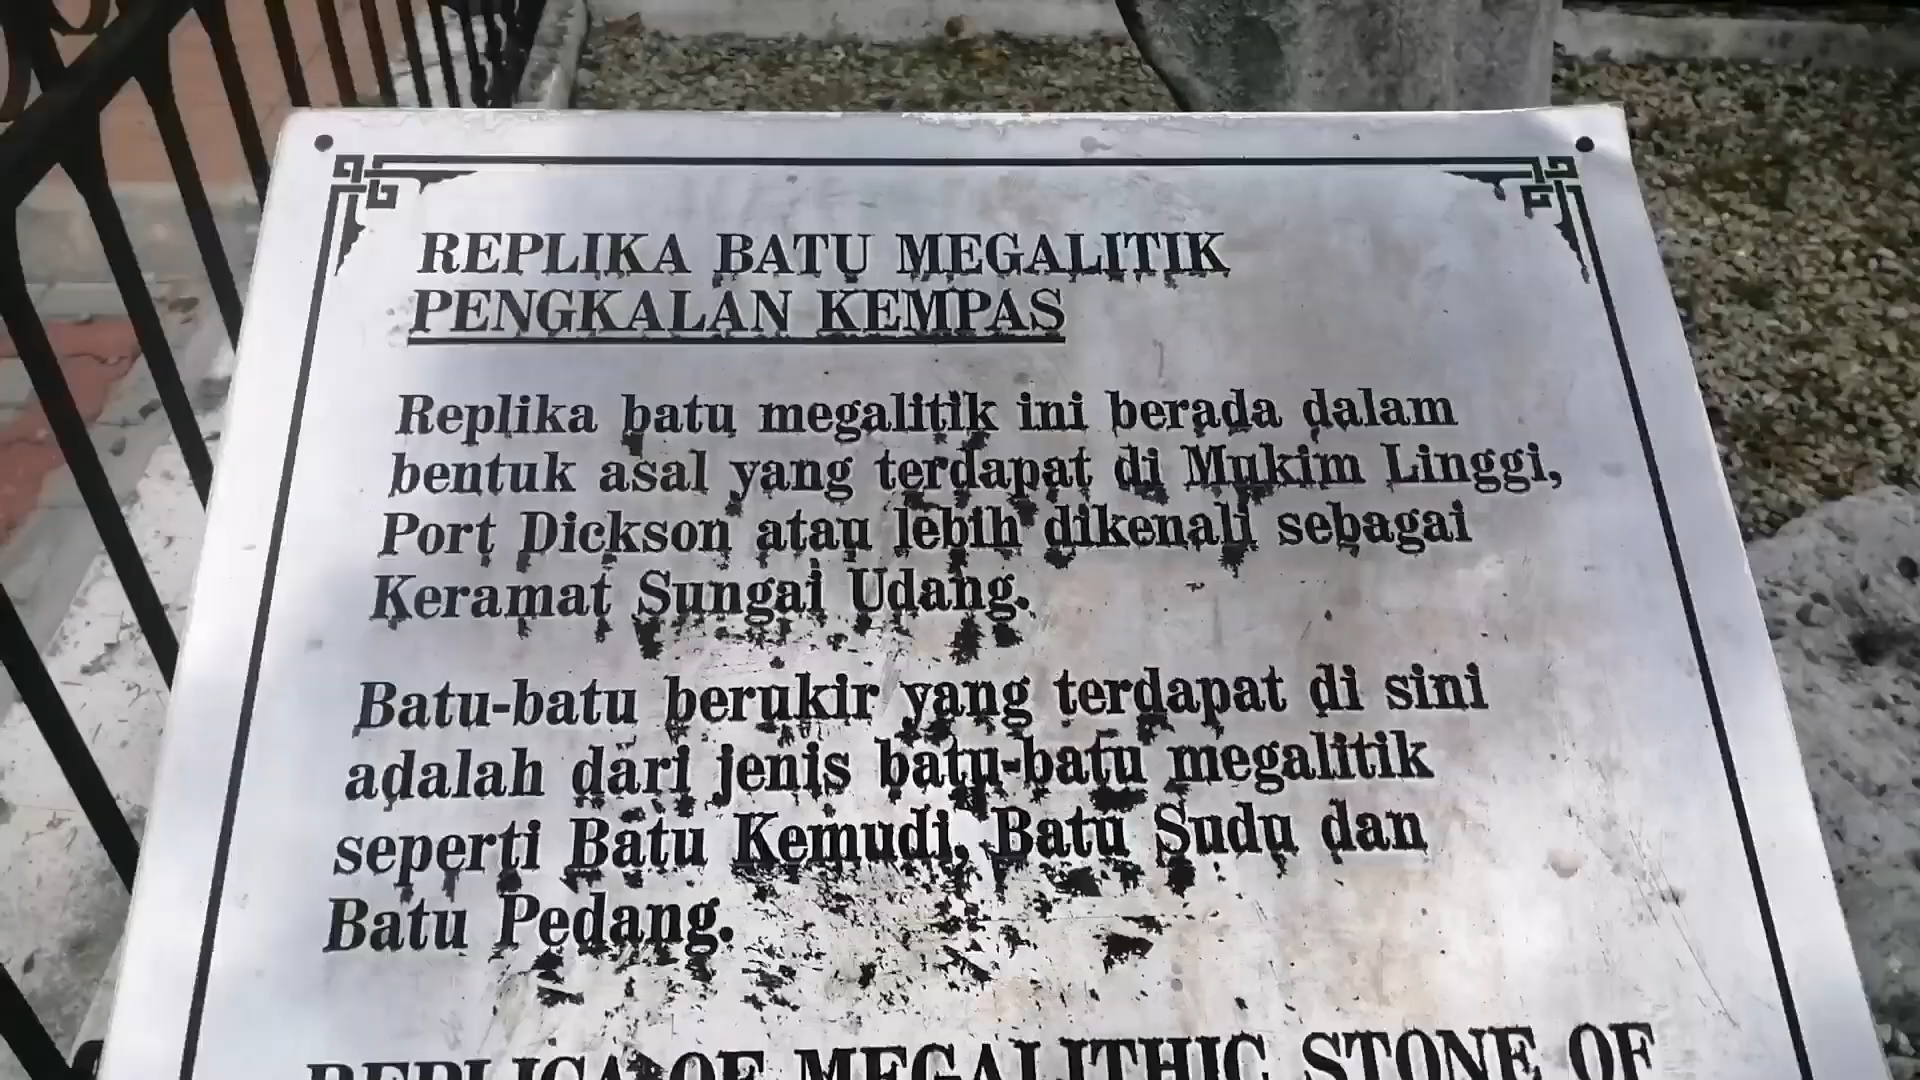 REPLIKA BATU MEGALITIK
PENGKALAN KEMPAS
Replika batu megalitik ini berada dalam
bentuk asal yang terdapat di Mukim Linggi,
Port Dickson atau lebih dikenali sebagai
Keramat Sungai Udang.
Batu-batu berukir yang terdapat di sini
adalah dari jenis batu-batu megalitik
seperti Batu Kemudi, Batu Sudu dan
Batu Pedang.
REPLICA OF MEGALITHIC STONE OF